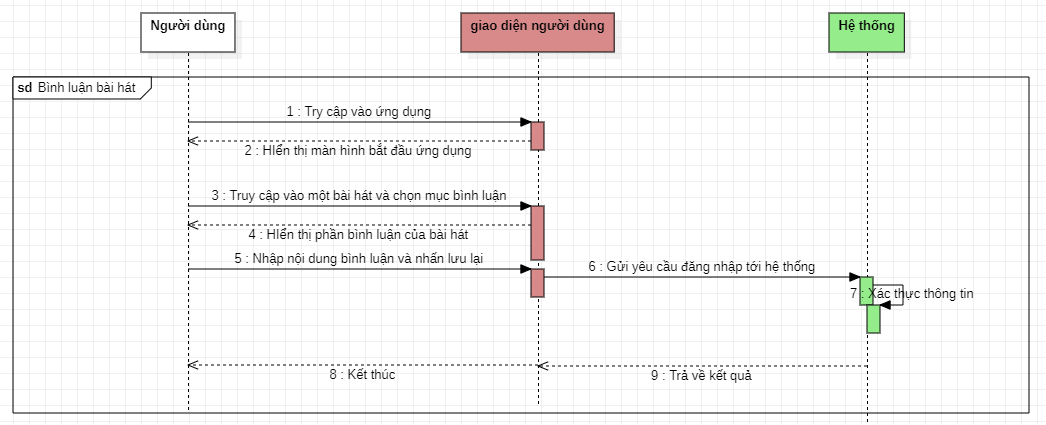 Người dùng
giao diện người dùng
Hệ thống
sd Bình luận bài hát
1 : Try cập vào ứng dụng
2 : HIển thị màn hình bắt đầu ứng dụng
3 : Truy cập vào một bài hát và chọn mục bình luận
4 : HIển thị phần bình luận của bài hát
5 : Nhập nội dung bình luận và nhấn lưu lại
6 : Gửi yêu cầu đăng nhập tới hệ thống
7 : Xác thực thông tin
8 : Kết thúc
9 : Trả về kết quả